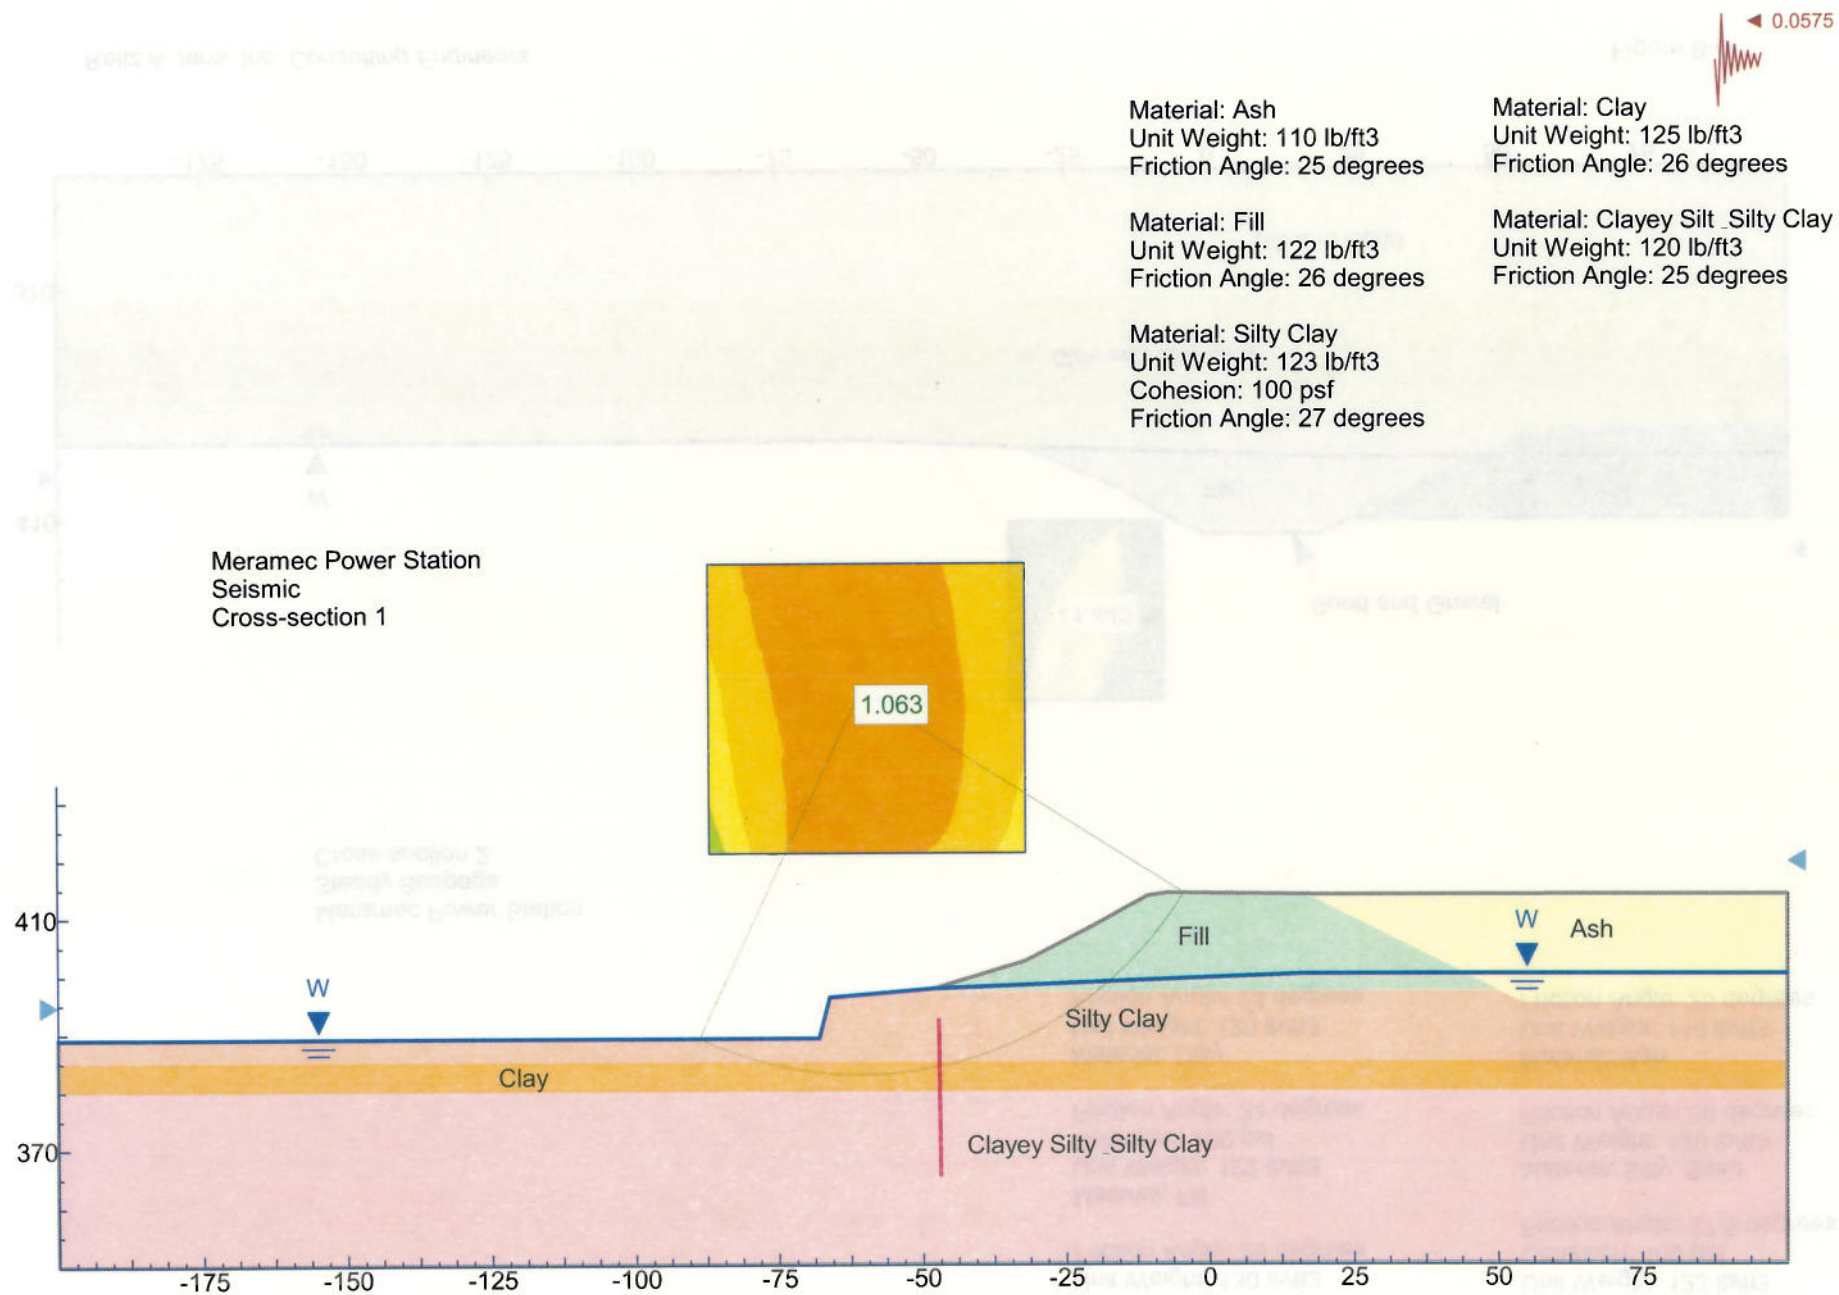 0.0575
Material: Ash
Unit Weight: 110 lb/ft3
Friction Angle: 25 degrees
Material: Clay
Unit Weight: 125 lb/ft3
Friction Angle: 26 degrees
Material: Fill
Unit Weight: 122 lb/ft3
Friction Angle: 26 degrees
Material: Clayey Silt _Silty Clay
Unit Weight: 120 lb/ft3
Friction Angle: 25 degrees
Material: Silty Clay
Unit Weight: 123 lb/ft3
Cohesion: 100 psf
Friction Angle: 27 degrees
Meramec Power Station
Seismic
Cross-section 1
1.063
410
370
W
W
Fill
Ash
Silty Clay
Clay
Clayey Silty _Silty Clay
-175 -150 -125 -100 -75 -50 -25 0 25 50 75